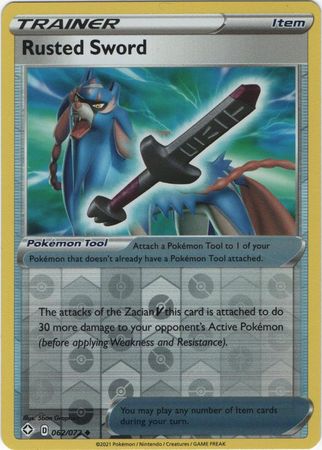 TRAINER Item
Rusted Sword
Pokémon Tool
Attach a Pokémon Tool to 1 of your
Pokémon that doesn't already have a Pokémon Tool attached.
The attacks of the Zacian V this card is attached to do
30 more damage to your opponent's Active Pokémon
(before applying Weakness and Resistance).
Illus. Studio
D 062/072
You may play any number of Item cards
during your turn.
©2021 Pokémon / Nintendo / Creatures / GAME FREAK